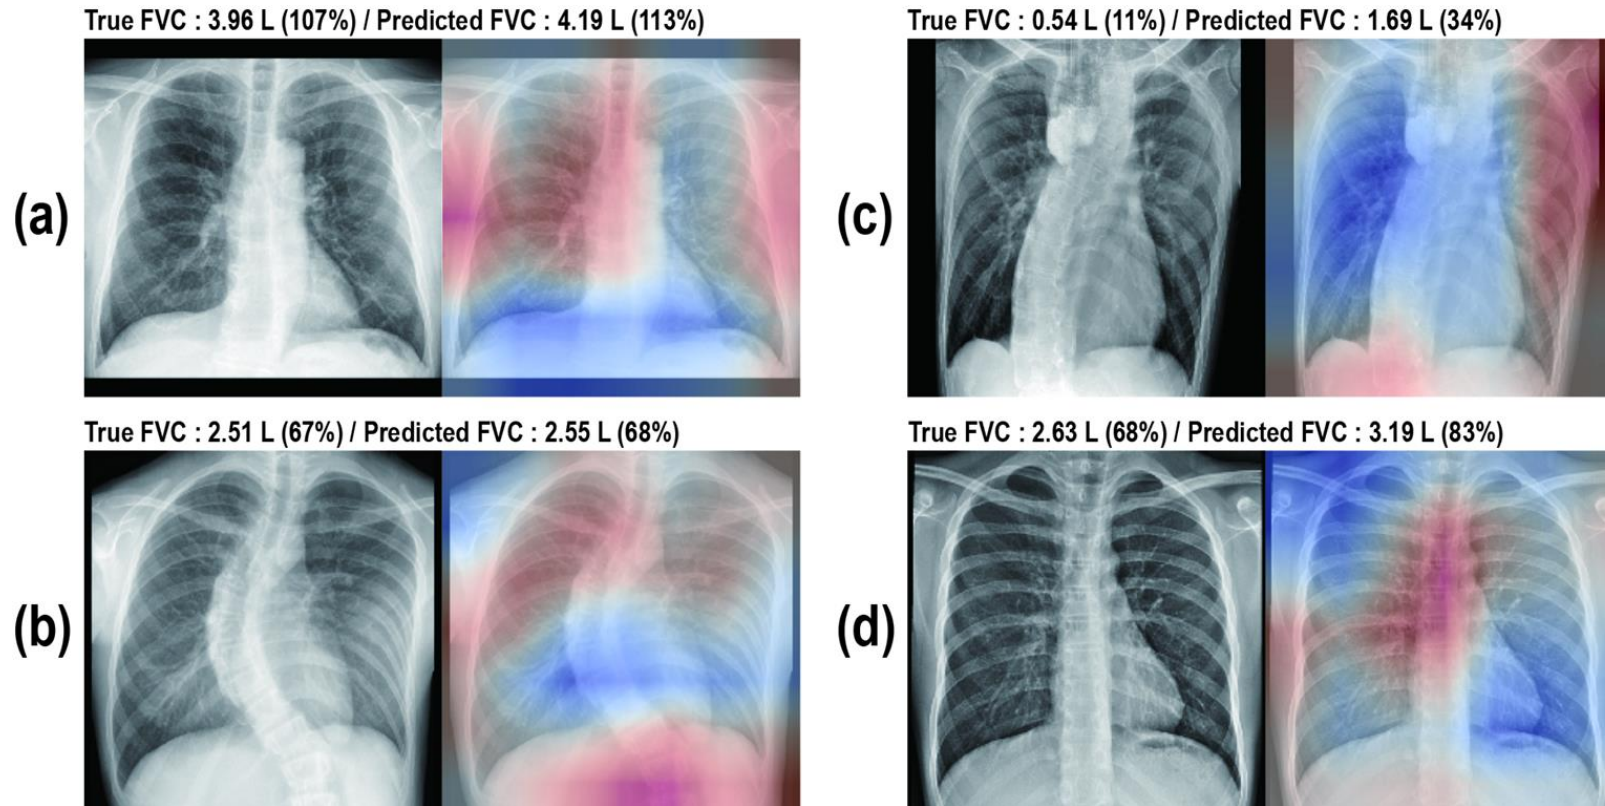 True FVC : 3.96 L (107%) / Predicted FVC : 4.19 L (113%)
(a)
True FVC : 2.51 L (67%) / Predicted FVC : 2.55 L (68%)
(b)
True FVC : 0.54 L (11%) / Predicted FVC : 1.69 L (34%)
(c)
True FVC : 2.63 L (68%) / Predicted FVC : 3.19 L (83%)
(d)